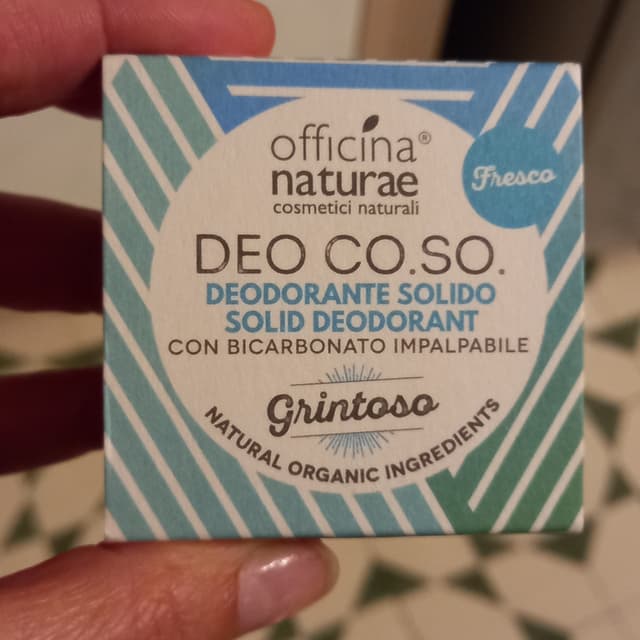 officina®
naturae
cosmetici naturali
Fresco
DEO CO.SO.
DEODORANTE SOLIDO
SOLID DEODORANT
CON BICARBONATO IMPALPABILE
Grintoso
NATURAL ORGANIC INGREDIENTS